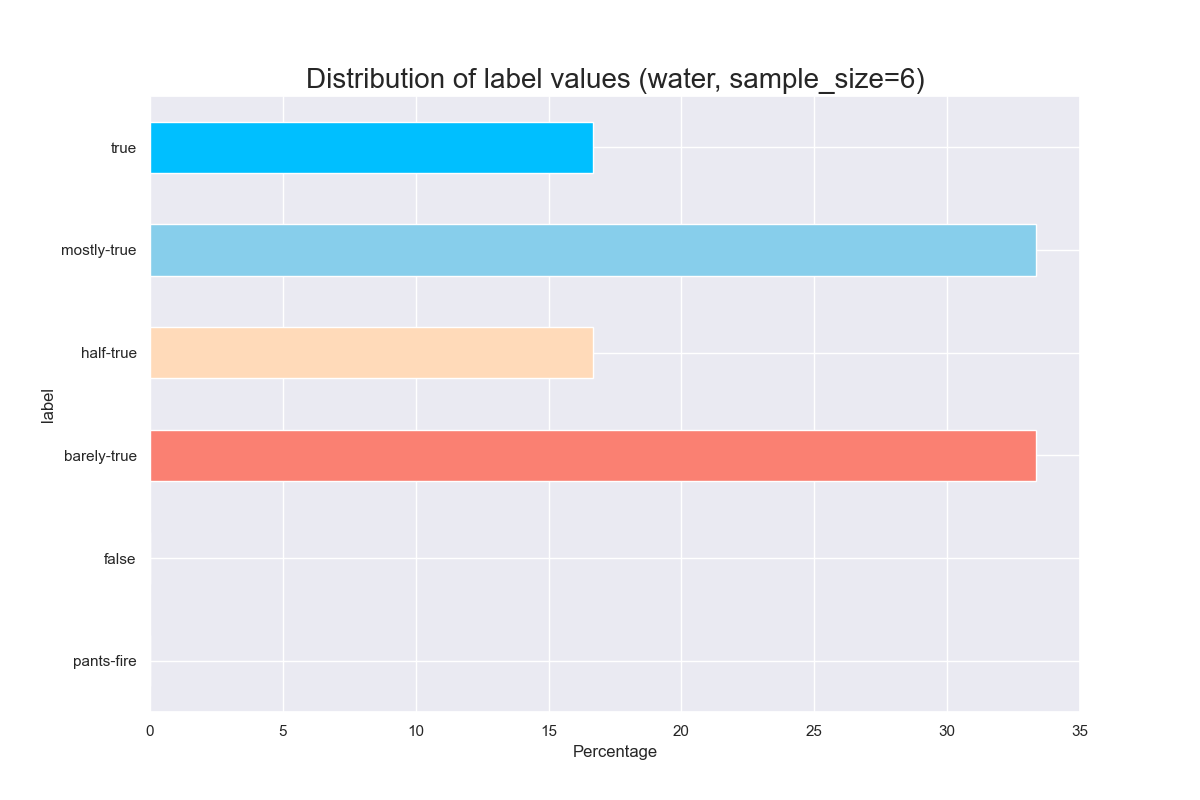 Distribution of label values (water, sample_size=6)
true
mostly-true
half-true
barely-true
false
pants-fire
label
0 5 10 15 20 25 30 35
Percentage